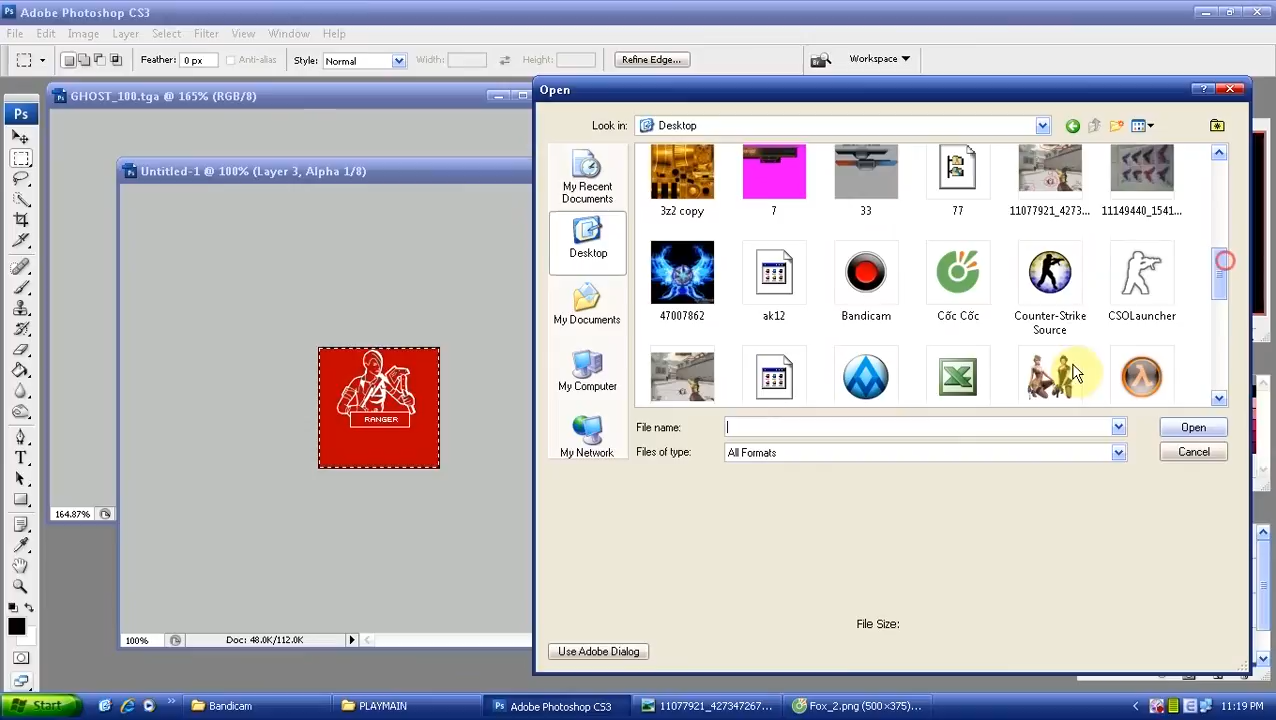 Adobe Photoshop CS3
File Edit Image Layer Select Filter View Window Help
Feather: 0 px Anti-alias Style: Normal Width: Height: Refine Edge... Workspace
GHOST_100.tga @ 165% (RGB/8)
Untitled-1 @ 100% (Layer 3, Alpha 1/8)
Ps
RANGER
164.87%
100% Doc: 48.0K/112.0K
Open
Look in: Desktop
My Recent
Documents
Desktop
My Documents
My Computer
My Network
3z2 copy 7 33 77 11077921_4273... 11149440_1541...
47007862 ak12 Bandicam Cốc Cốc Counter-Strike
Source CSOLauncher
File name: Open
Files of type: All Formats Cancel
File Size:
Use Adobe Dialog
Start Bandicam PLAYMAIN Adobe Photoshop CS3 11077921_427347267... Fox_2.png (500×375)... 11:19 PM